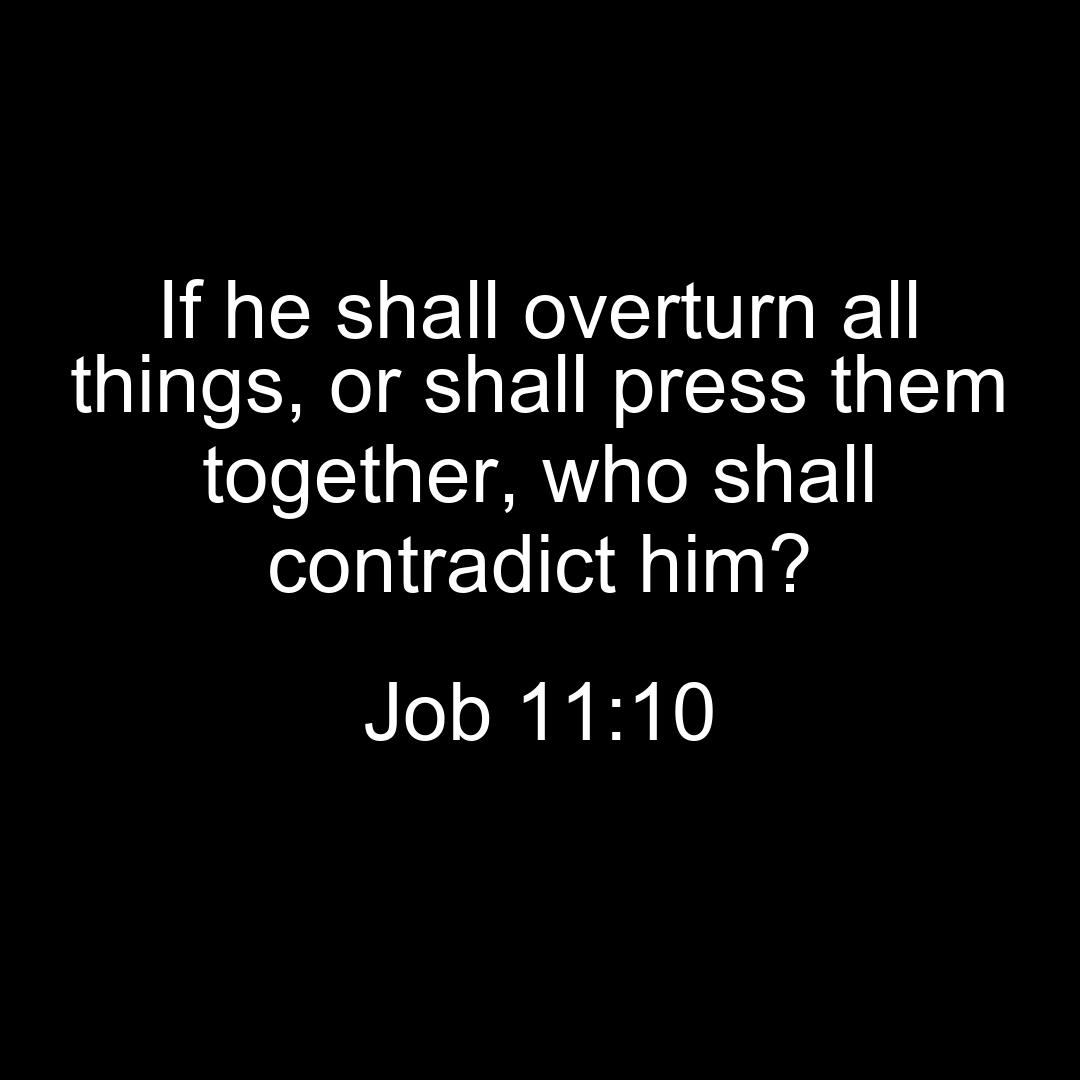 If he shall overturn all
things, or shall press them
together, who shall
contradict him?
Job 11:10